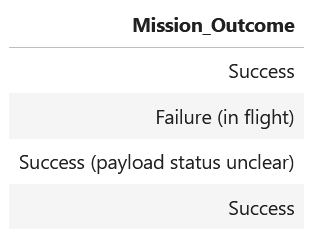 Mission_Outcome
Success
Failure (in flight)
Success (payload status unclear)
Success